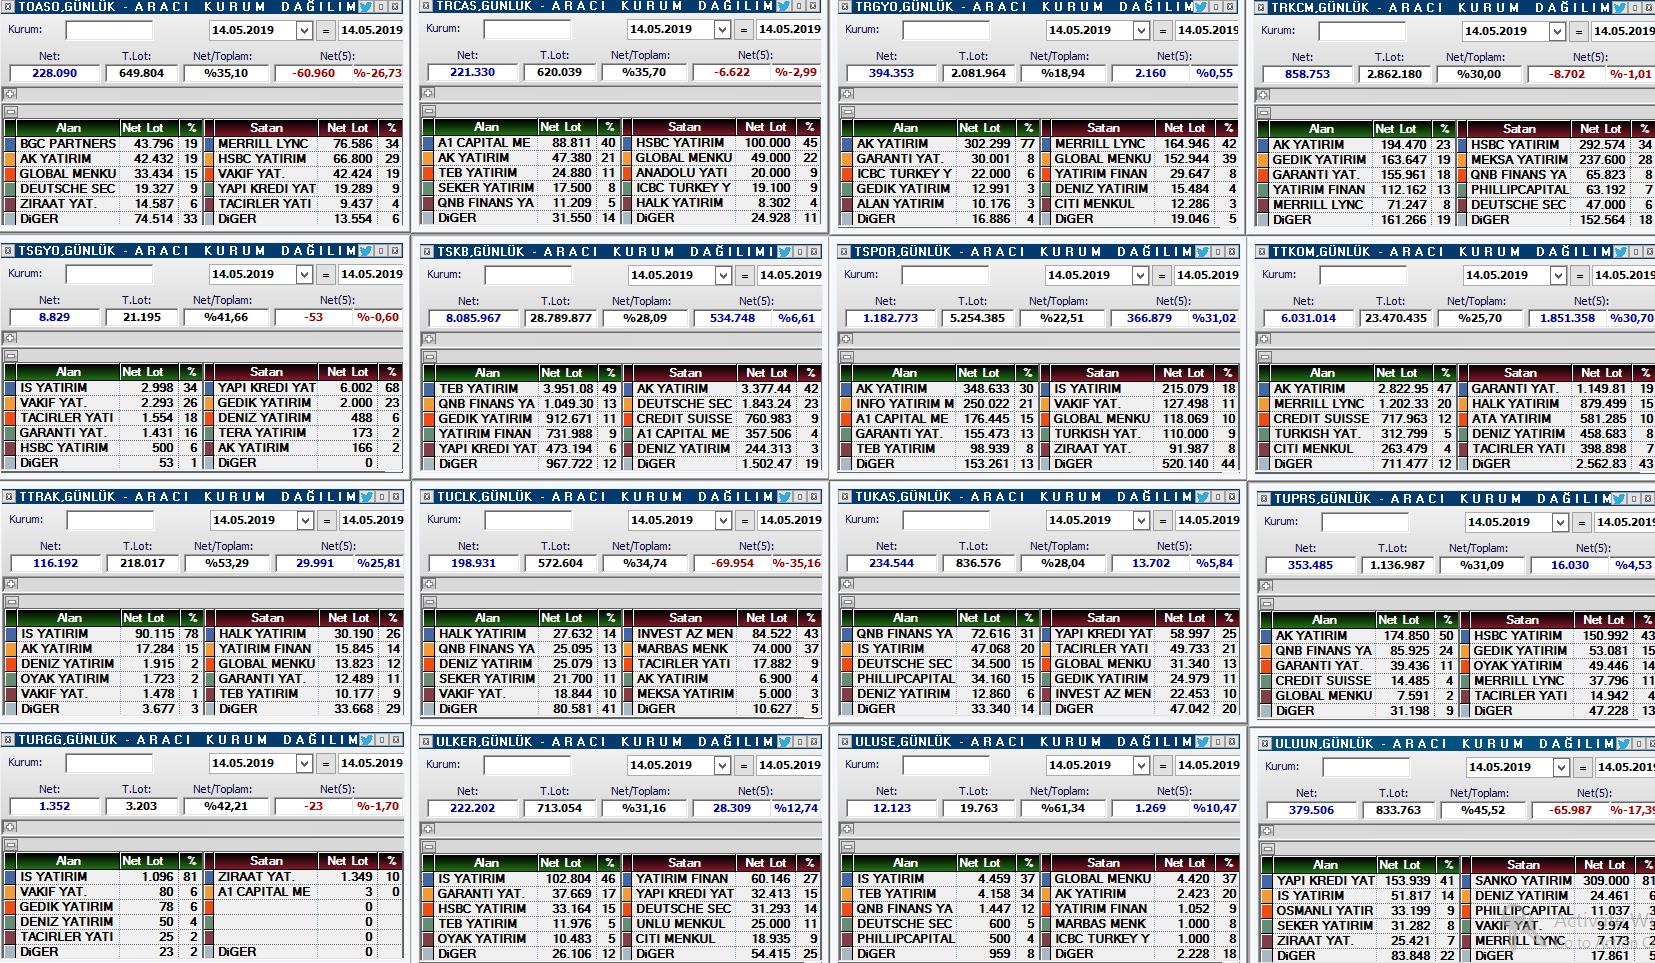 TOASO,GÜNLÜK - ARACI KURUM DAĞILIM
Kurum: 14.05.2019 = 14.05.2019
Net: T.Lot: Net/Toplam: Net(5):
228.090 649.804 %35,10 -60.960 %-26,73
Alan Net Lot % Satan Net Lot %
BGC PARTNERS 43.796 19 MERRILL LYNC 76.586 34
AK YATIRIM 42.432 19 HSBC YATIRIM 66.800 29
GLOBAL MENKU 33.434 15 VAKIF YAT. 42.424 19
DEUTSCHE SEC 19.327 9 YAPI KREDI YAT 19.289 9
ZIRAAT YAT. 14.587 6 TACIRLER YATI 9.437 4
DiGER 74.514 33 DiGER 13.554 6
TRCAS,GÜNLÜK - ARACI KURUM DAĞILIM
Kurum: 14.05.2019 = 14.05.2019
Net: T.Lot: Net/Toplam: Net(5):
221.330 620.039 %35,70 -6.622 %-2,99
Alan Net Lot % Satan Net Lot %
A1 CAPITAL ME 88.811 40 HSBC YATIRIM 100.000 45
AK YATIRIM 47.380 21 GLOBAL MENKU 49.000 22
TEB YATIRIM 24.880 11 ANADOLU YATI 20.000 9
SEKER YATIRIM 17.500 8 ICBC TURKEY Y 19.100 9
QNB FINANS YA 11.209 5 HALK YATIRIM 8.302 4
DiGER 31.550 14 DiGER 24.928 11
TRGYO,GÜNLÜK - ARACI KURUM DAĞILIM
Kurum: 14.05.2019 = 14.05.2019
Net: T.Lot: Net/Toplam: Net(5):
394.353 2.081.964 %18,94 2.160 %0,55
Alan Net Lot % Satan Net Lot %
AK YATIRIM 302.299 77 MERRILL LYNC 164.946 42
GARANTI YAT. 30.001 8 GLOBAL MENKU 152.944 39
ICBC TURKEY Y 22.000 6 YATIRIM FINAN 29.647 8
GEDIK YATIRIM 12.991 3 DENIZ YATIRIM 15.484 4
ALAN YATIRIM 10.176 3 CITI MENKUL 12.286 3
DiGER 16.886 4 DiGER 19.046 5
TRKCM,GÜNLÜK - ARACI KURUM DAĞILIM
Kurum: 14.05.2019 = 14.05.2019
Net: T.Lot: Net/Toplam: Net(5):
858.753 2.862.180 %30,00 -8.702 %-1,01
Alan Net Lot % Satan Net Lot %
AK YATIRIM 194.470 23 HSBC YATIRIM 292.574 34
GEDIK YATIRIM 163.647 19 MEKSA YATIRIM 237.600 28
GARANTI YAT. 155.961 18 QNB FINANS YA 65.823 8
YATIRIM FINAN 112.162 13 PHILLIPCAPITAL 63.192 7
MERRILL LYNC 71.247 8 DEUTSCHE SEC 47.000 6
DiGER 161.266 19 DiGER 152.564 18
TSGYO,GÜNLÜK - ARACI KURUM DAĞILIM
Kurum: 14.05.2019 = 14.05.2019
Net: T.Lot: Net/Toplam: Net(5):
8.829 21.195 %41,66 -53 %-0,60
Alan Net Lot % Satan Net Lot %
IS YATIRIM 2.998 34 YAPI KREDI YAT 6.002 68
VAKIF YAT. 2.293 26 GEDIK YATIRIM 2.000 23
TACIRLER YATI 1.554 18 DENIZ YATIRIM 488 6
GARANTI YAT. 1.431 16 TERA YATIRIM 173 2
HSBC YATIRIM 500 6 AK YATIRIM 166 2
DiGER 53 1 DiGER 0
TSKB,GÜNLÜK - ARACI KURUM DAĞILIM
Kurum: 14.05.2019 = 14.05.2019
Net: T.Lot: Net/Toplam: Net(5):
8.085.967 28.789.877 %28,09 534.748 %6,61
Alan Net Lot % Satan Net Lot %
TEB YATIRIM 3.951.08 49 AK YATIRIM 3.377.44 42
QNB FINANS YA 1.049.30 13 DEUTSCHE SEC 1.843.24 23
GEDIK YATIRIM 912.671 11 CREDIT SUISSE 760.983 9
YATIRIM FINAN 731.988 9 A1 CAPITAL ME 357.506 4
YAPI KREDI YAT 473.194 6 DENIZ YATIRIM 244.313 3
DiGER 967.722 12 DiGER 1.502.47 19
TSPOR,GÜNLÜK - ARACI KURUM DAĞILIM
Kurum: 14.05.2019 = 14.05.2019
Net: T.Lot: Net/Toplam: Net(5):
1.182.773 5.254.385 %22,51 366.879 %31,02
Alan Net Lot % Satan Net Lot %
AK YATIRIM 348.633 30 IS YATIRIM 215.079 18
INFO YATIRIM M 250.022 21 VAKIF YAT. 127.498 11
A1 CAPITAL ME 176.445 15 GLOBAL MENKU 118.069 10
GARANTI YAT. 155.473 13 TURKISH YAT. 110.000 9
TEB YATIRIM 98.939 8 ZIRAAT YAT. 91.987 8
DiGER 153.261 13 DiGER 520.140 44
TTKOM,GÜNLÜK - ARACI KURUM DAĞILIM
Kurum: 14.05.2019 = 14.05.2019
Net: T.Lot: Net/Toplam: Net(5):
6.031.014 23.470.435 %25,70 1.851.358 %30,70
Alan Net Lot % Satan Net Lot %
AK YATIRIM 2.822.95 47 GARANTI YAT. 1.149.81 19
MERRILL LYNC 1.202.33 20 HALK YATIRIM 879.499 15
CREDIT SUISSE 717.963 12 ATA YATIRIM 581.285 10
TURKISH YAT. 312.799 5 DENIZ YATIRIM 458.683 8
CITI MENKUL 263.479 4 TACIRLER YATI 398.898 7
DiGER 711.477 12 DiGER 2.562.83 43
TTRAK,GÜNLÜK - ARACI KURUM DAĞILIM
Kurum: 14.05.2019 = 14.05.2019
Net: T.Lot: Net/Toplam: Net(5):
116.192 218.017 %53,29 29.991 %25,81
Alan Net Lot % Satan Net Lot %
IS YATIRIM 90.115 78 HALK YATIRIM 30.190 26
AK YATIRIM 17.284 15 YATIRIM FINAN 15.845 14
DENIZ YATIRIM 1.915 2 GLOBAL MENKU 13.823 12
OYAK YATIRIM 1.723 2 GARANTI YAT. 12.489 11
VAKIF YAT. 1.478 1 TEB YATIRIM 10.177 9
DiGER 3.677 3 DiGER 33.668 29
TUCLK,GÜNLÜK - ARACI KURUM DAĞILIM
Kurum: 14.05.2019 = 14.05.2019
Net: T.Lot: Net/Toplam: Net(5):
198.931 572.604 %34,74 -69.954 %-35,16
Alan Net Lot % Satan Net Lot %
HALK YATIRIM 27.632 14 INVEST AZ MEN 84.522 43
QNB FINANS YA 25.095 13 MARBAS MENK 74.000 37
DENIZ YATIRIM 25.079 13 TACIRLER YATI 17.882 9
SEKER YATIRIM 21.700 11 AK YATIRIM 6.900 4
VAKIF YAT. 18.844 10 MEKSA YATIRIM 5.000 3
DiGER 80.581 41 DiGER 10.627 5
TUKAS,GÜNLÜK - ARACI KURUM DAĞILIM
Kurum: 14.05.2019 = 14.05.2019
Net: T.Lot: Net/Toplam: Net(5):
234.544 836.576 %28,04 13.702 %5,84
Alan Net Lot % Satan Net Lot %
QNB FINANS YA 72.616 31 YAPI KREDI YAT 58.997 25
IS YATIRIM 47.068 20 TACIRLER YATI 49.733 21
DEUTSCHE SEC 34.500 15 GLOBAL MENKU 31.340 13
PHILLIPCAPITAL 34.160 15 GEDIK YATIRIM 24.979 11
DENIZ YATIRIM 12.860 6 INVEST AZ MEN 22.453 10
DiGER 33.340 14 DiGER 47.042 20
TUPRS,GÜNLÜK - ARACI KURUM DAĞILIM
Kurum: 14.05.2019 = 14.05.2019
Net: T.Lot: Net/Toplam: Net(5):
353.485 1.136.987 %31,09 16.030 %4,53
Alan Net Lot % Satan Net Lot %
AK YATIRIM 174.850 50 HSBC YATIRIM 150.992 43
QNB FINANS YA 85.925 24 GEDIK YATIRIM 53.081 15
GARANTI YAT. 39.436 11 OYAK YATIRIM 49.446 14
CREDIT SUISSE 14.485 4 MERRILL LYNC 37.796 11
GLOBAL MENKU 7.591 2 TACIRLER YATI 14.942 4
DiGER 31.198 9 DiGER 47.228 13
TURGG,GÜNLÜK - ARACI KURUM DAĞILIM
Kurum: 14.05.2019 = 14.05.2019
Net: T.Lot: Net/Toplam: Net(5):
1.352 3.203 %42,21 -23 %-1,70
Alan Net Lot % Satan Net Lot %
IS YATIRIM 1.096 81 ZIRAAT YAT. 1.349 10
VAKIF YAT. 80 6 A1 CAPITAL ME 3 0
GEDIK YATIRIM 78 6 0
DENIZ YATIRIM 50 4 0
TACIRLER YATI 25 2 0
DiGER 23 2 DiGER 0
ULKER,GÜNLÜK - ARACI KURUM DAĞILIM
Kurum: 14.05.2019 = 14.05.2019
Net: T.Lot: Net/Toplam: Net(5):
222.202 713.054 %31,16 28.309 %12,74
Alan Net Lot % Satan Net Lot %
IS YATIRIM 102.804 46 YATIRIM FINAN 60.146 27
GARANTI YAT. 37.669 17 YAPI KREDI YAT 32.413 15
HSBC YATIRIM 33.164 15 DEUTSCHE SEC 31.293 14
TEB YATIRIM 11.976 5 UNLU MENKUL 25.000 11
OYAK YATIRIM 10.483 5 CITI MENKUL 18.935 9
DiGER 26.106 12 DiGER 54.415 25
ULUSE,GÜNLÜK - ARACI KURUM DAĞILIM
Kurum: 14.05.2019 = 14.05.2019
Net: T.Lot: Net/Toplam: Net(5):
12.123 19.763 %61,34 1.269 %10,47
Alan Net Lot % Satan Net Lot %
IS YATIRIM 4.459 37 GLOBAL MENKU 4.420 37
TEB YATIRIM 4.158 34 AK YATIRIM 2.423 20
QNB FINANS YA 1.447 12 YATIRIM FINAN 1.052 9
DEUTSCHE SEC 600 5 MARBAS MENK 1.000 8
PHILLIPCAPITAL 500 4 ICBC TURKEY Y 1.000 8
DiGER 959 8 DiGER 2.228 18
ULUUN,GÜNLÜK - ARACI KURUM DAĞILIM
Kurum: 14.05.2019 = 14.05.2019
Net: T.Lot: Net/Toplam: Net(5):
379.506 833.763 %45,52 -65.987 %-17,39
Alan Net Lot % Satan Net Lot %
YAPI KREDI YAT 153.939 41 SANKO YATIRIM 309.000 81
IS YATIRIM 51.817 14 DENIZ YATIRIM 24.461 6
OSMANLI YATIR 33.199 9 PHILLIPCAPITAL 11.037 3
SEKER YATIRIM 31.282 8 VAKIF YAT. 9.974 3
ZIRAAT YAT. 25.421 7 MERRILL LYNC 7.173 2
DiGER 83.848 22 DiGER 17.861 5